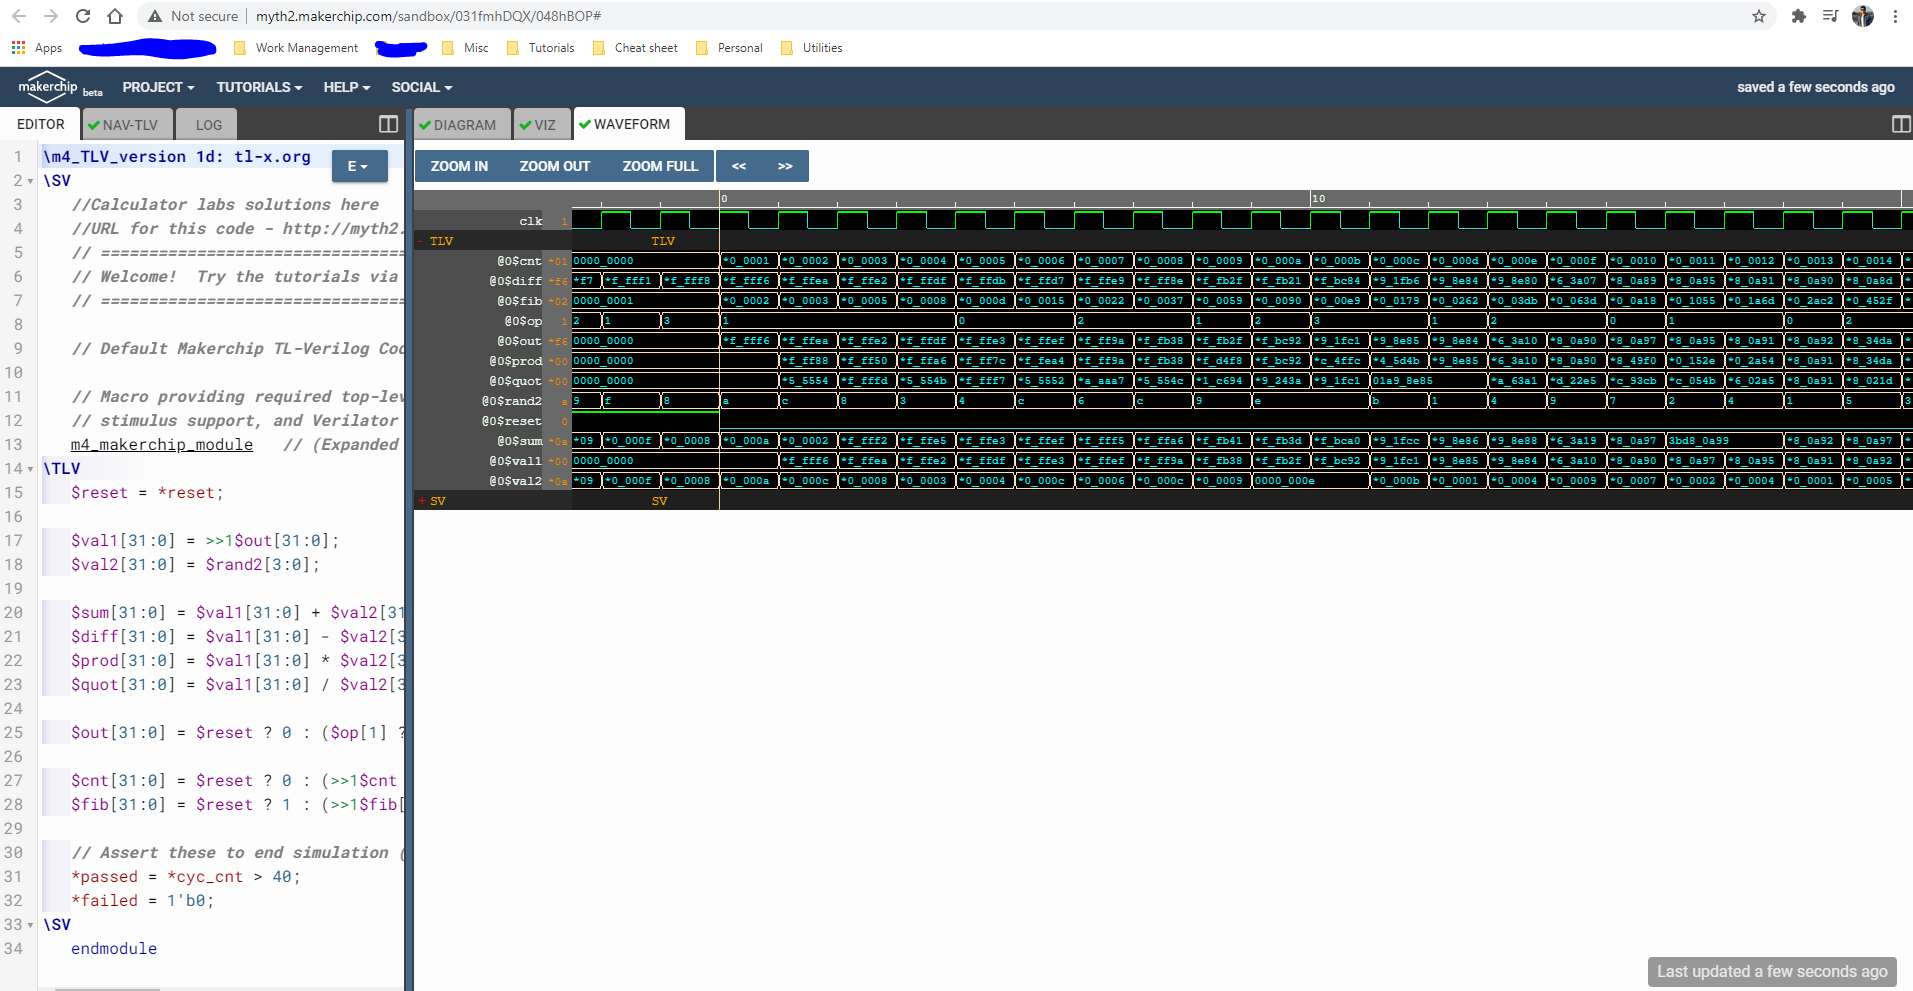 Not secure | myth2.makerchip.com/sandbox/031fmhDQX/048hBOP#
Apps Work Management Misc Tutorials Cheat sheet Personal Utilities
makerchip beta PROJECT TUTORIALS HELP SOCIAL saved a few seconds ago
EDITOR NAV-TLV LOG DIAGRAM VIZ WAVEFORM
E
ZOOM IN ZOOM OUT ZOOM FULL << >>
1 \m4_TLV_version 1d: tl-x.org
2 \SV
3 //Calculator labs solutions here
4 //URL for this code - http://myth2.
5 // ==================================
6 // Welcome!  Try the tutorials via
7 // ==================================
8
9 // Default Makerchip TL-Verilog Cod
10
11 // Macro providing required top-lev
12 // stimulus support, and Verilator
13 m4_makerchip_module   // (Expanded
14 \TLV
15 $reset = *reset;
16
17 $val1[31:0] = >>1$out[31:0];
18 $val2[31:0] = $rand2[3:0];
19
20 $sum[31:0] = $val1[31:0] + $val2[31
21 $diff[31:0] = $val1[31:0] - $val2[3
22 $prod[31:0] = $val1[31:0] * $val2[3
23 $quot[31:0] = $val1[31:0] / $val2[3
24
25 $out[31:0] = $reset ? 0 : ($op[1] ?
26
27 $cnt[31:0] = $reset ? 0 : (>>1$cnt
28 $fib[31:0] = $reset ? 1 : (>>1$fib[
29
30 // Assert these to end simulation (
31 *passed = *cyc_cnt > 40;
32 *failed = 1'b0;
33 \SV
34 endmodule
0 10
clk 1
- TLV TLV
@0$cnt *01 0000_0000 *0_0001 *0_0002 *0_0003 *0_0004 *0_0005 *0_0006 *0_0007 *0_0008 *0_0009 *0_000a *0_000b *0_000c *0_000d *0_000e *0_000f *0_0010 *0_0011 *0_0012 *0_0013 *0_0014 *
@0$diff *f6 *f7 *f_fff1 *f_fff8 *f_fff6 *f_ffea *f_ffe2 *f_ffdf *f_ffdb *f_ffd7 *f_ffe9 *f_ff8e *f_fb2f *f_fb21 *f_bc84 *9_1fb6 *9_8e84 *9_8e80 *6_3a07 *8_0a89 *8_0a95 *8_0a91 *8_0a90 *8_0a8d *
@0$fib *02 0000_0001 *0_0002 *0_0003 *0_0005 *0_0008 *0_000d *0_0015 *0_0022 *0_0037 *0_0059 *0_0090 *0_00e9 *0_0179 *0_0262 *0_03db *0_063d *0_0a18 *0_1055 *0_1a6d *0_2ac2 *0_452f *
@0$op 1 2 1 3 1 0 2 1 2 3 1 2 0 1 0 2
@0$out *f6 0000_0000 *f_fff6 *f_ffea *f_ffe2 *f_ffdf *f_ffe3 *f_ffef *f_ff9a *f_fb38 *f_fb2f *f_bc92 *9_1fc1 *9_8e85 *9_8e84 *6_3a10 *8_0a90 *8_0a97 *8_0a95 *8_0a91 *8_0a92 *8_34da *
@0$prod *00 0000_0000 *f_ff88 *f_ff50 *f_ffa6 *f_ff7c *f_fea4 *f_ff9a *f_fb38 *f_d4f8 *f_bc92 *c_4ffc *4_5d4b *9_8e85 *6_3a10 *8_0a90 *8_49f0 *0_152e *0_2a54 *8_0a91 *8_34da *
@0$quot *00 0000_0000 *5_5554 *f_fffd *5_554b *f_fff7 *5_5552 *a_aaa7 *5_554c *1_c694 *9_243a *9_1fc1 01a9_8e85 *a_63a1 *d_22e5 *c_93cb *c_054b *6_02a5 *8_0a91 *8_021d *
@0$rand2 a 9 f 8 a c 8 3 4 c 6 c 9 e b 1 4 9 7 2 4 1 5 3
@0$reset 0
@0$sum *0a *09 *0_000f *0_0008 *0_000a *0_0002 *f_fff2 *f_ffe5 *f_ffe3 *f_ffef *f_fff5 *f_ffa6 *f_fb41 *f_fb3d *f_bca0 *9_1fcc *9_8e86 *9_8e88 *6_3a19 *8_0a97 3bd8_0a99 *8_0a92 *8_0a97 *
@0$val1 *00 0000_0000 *f_fff6 *f_ffea *f_ffe2 *f_ffdf *f_ffe3 *f_ffef *f_ff9a *f_fb38 *f_fb2f *f_bc92 *9_1fc1 *9_8e85 *9_8e84 *6_3a10 *8_0a90 *8_0a97 *8_0a95 *8_0a91 *8_0a92 *
@0$val2 *0a *09 *0_000f *0_0008 *0_000a *0_000c *0_0008 *0_0003 *0_0004 *0_000c *0_0006 *0_000c *0_0009 0000_000e *0_000b *0_0001 *0_0004 *0_0009 *0_0007 *0_0002 *0_0004 *0_0001 *0_0005 *
+ SV SV
Last updated a few seconds ago